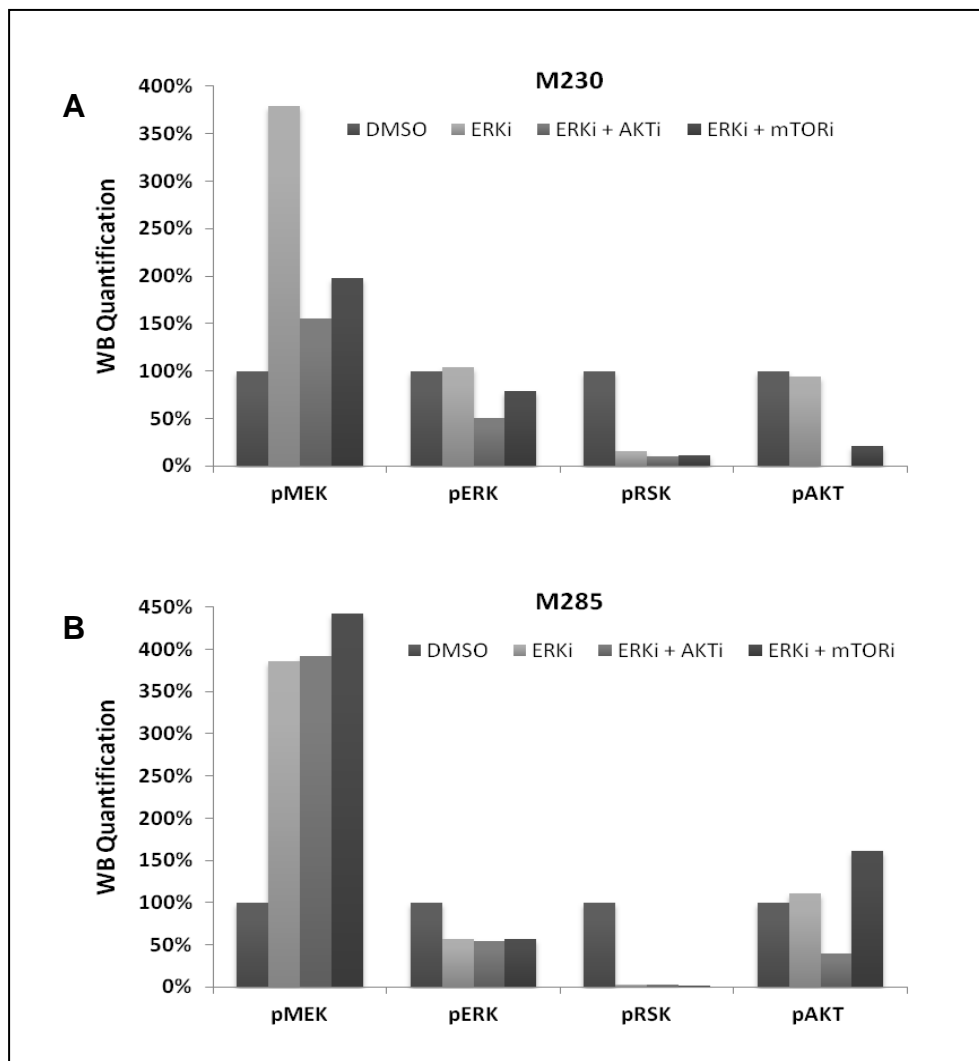 A
M230
DMSO ERKi ERKi + AKTi ERKi + mTORi
WB Quantification
400%
350%
300%
250%
200%
150%
100%
50%
0%
pMEK pERK pRSK pAKT
B
M285
DMSO ERKi ERKi + AKTi ERKi + mTORi
WB Quantification
450%
400%
350%
300%
250%
200%
150%
100%
50%
0%
pMEK pERK pRSK pAKT